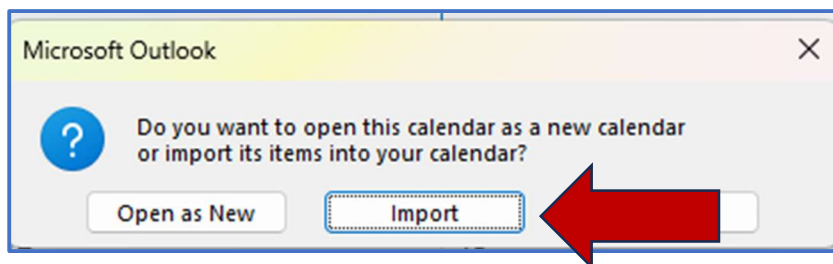 Microsoft Outlook
Do you want to open this calendar as a new calendar
or import its items into your calendar?
Open as New
Import